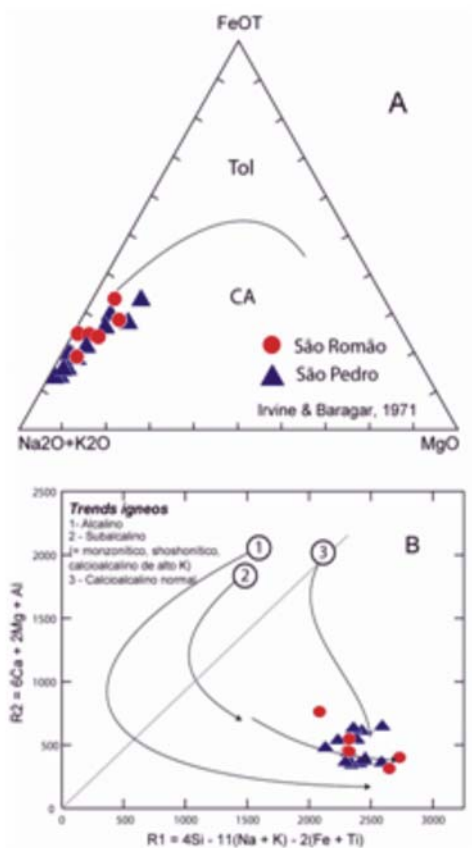 FeOT
A
Tol
CA
São Romão
São Pedro
Irvine & Baragar, 1971
Na2O+K2O
MgO
2500
Trends igneos
1- Alcalino
2 - Subalcalino
(= monzonítico, shoshonítico,
calcioalcalino de alto K)
3 - Calcioalcalino normal
1
2
3
B
2000
1500
1000
500
0
R2 = 6Ca + 2Mg + Al
0 500 1000 1500 2000 2500 3000
R1 = 4Si - 11(Na + K) - 2(Fe + Ti)